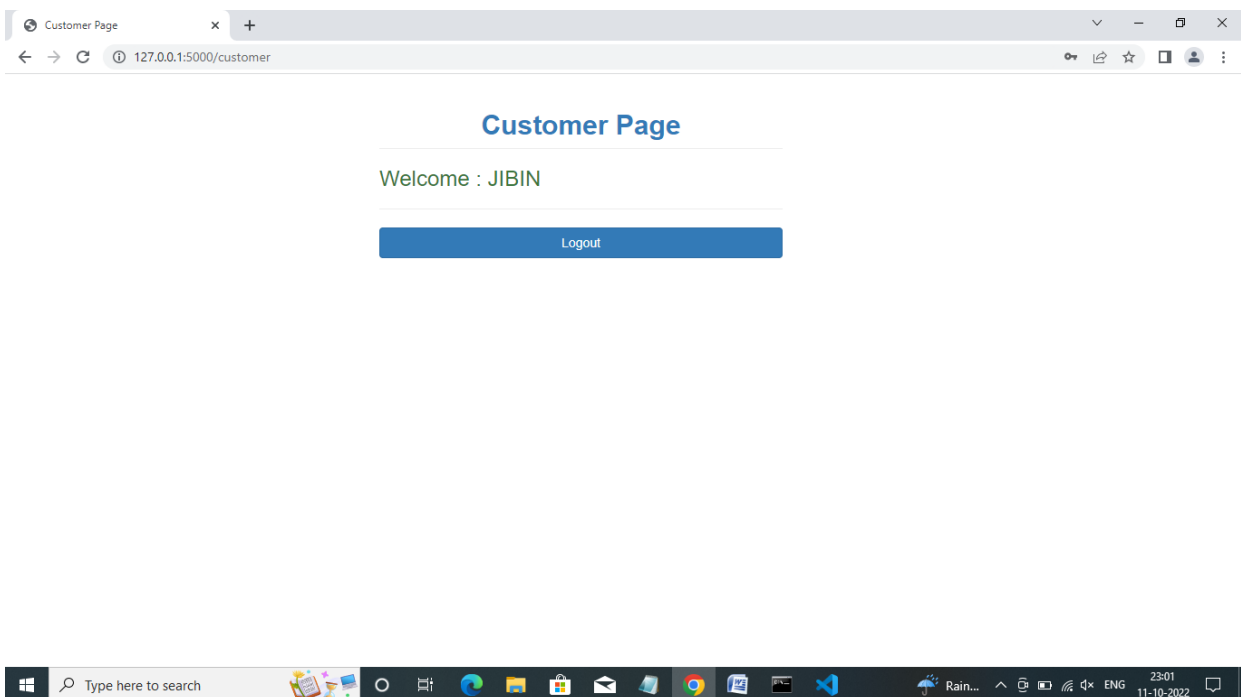 Customer Page
127.0.0.1:5000/customer
Customer Page
Welcome : JIBIN
Logout
Type here to search
Rain...
ENG
23:01
11-10-2022